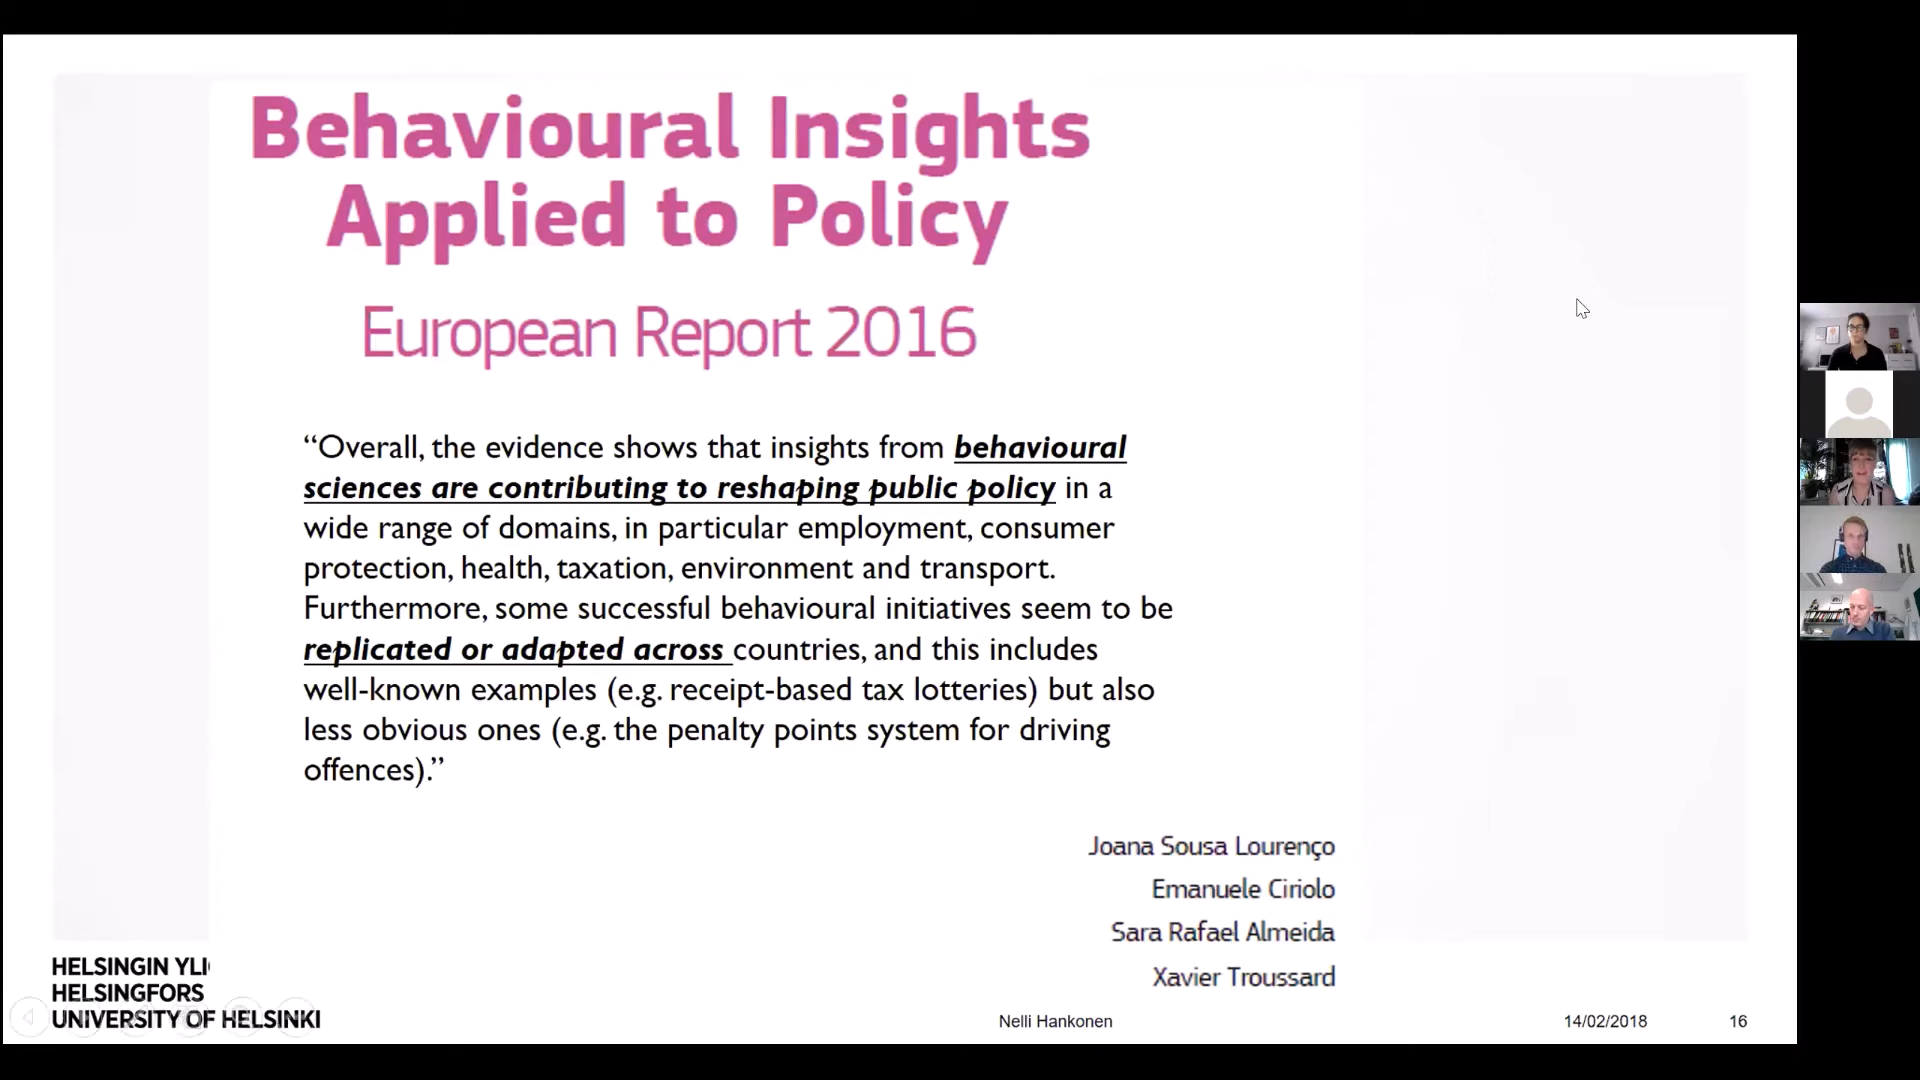 Behavioural Insights
Applied to Policy
European Report 2016
“Overall, the evidence shows that insights from behavioural
sciences are contributing to reshaping public policy in a
wide range of domains, in particular employment, consumer
protection, health, taxation, environment and transport.
Furthermore, some successful behavioural initiatives seem to be
replicated or adapted across countries, and this includes
well-known examples (e.g. receipt-based tax lotteries) but also
less obvious ones (e.g. the penalty points system for driving
offences).”
Joana Sousa Lourenço
Emanuele Ciriolo
Sara Rafael Almeida
Xavier Troussard
HELSINGIN YLI
HELSINGFORS
UNIVERSITY OF HELSINKI
Nelli Hankonen
14/02/2018
16